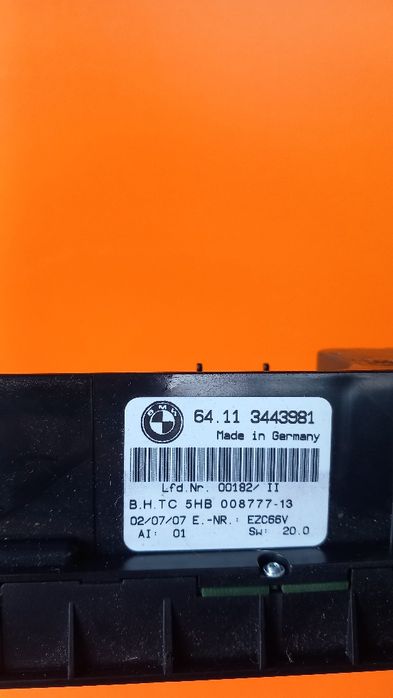 BMW
64.11 3443981
Made in Germany
Lfd.Nr. 00182/ II
B.H.TC 5HB 008777-13
02/07/07 E.-NR.: EZC66V
AI: 01 SW: 20.0